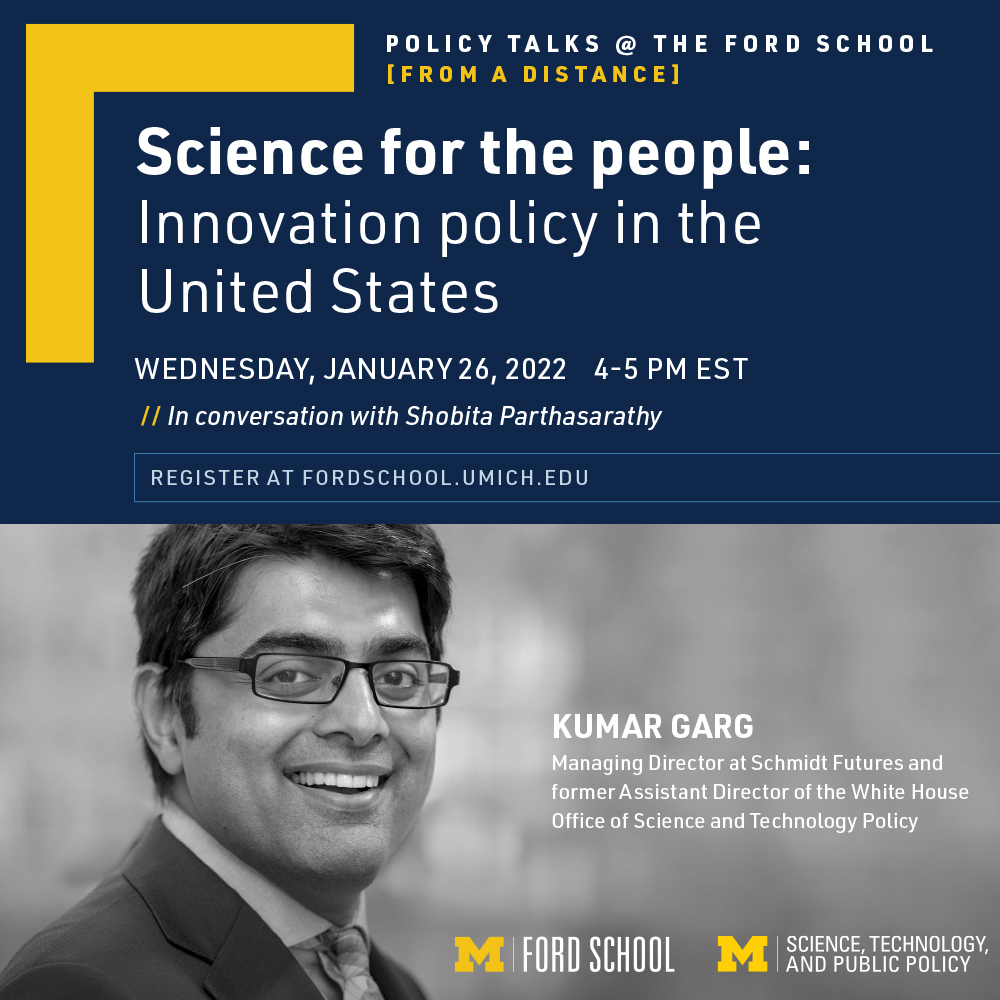 POLICY TALKS @ THE FORD SCHOOL
[FROM A DISTANCE]
Science for the people:
Innovation policy in the
United States
WEDNESDAY, JANUARY 26, 2022 4-5 PM EST
// In conversation with Shobita Parthasarathy
REGISTER AT FORDSCHOOL.UMICH.EDU
KUMAR GARG
Managing Director at Schmidt Futures and
former Assistant Director of the White House
Office of Science and Technology Policy
M | FORD SCHOOL
M | SCIENCE, TECHNOLOGY,
AND PUBLIC POLICY